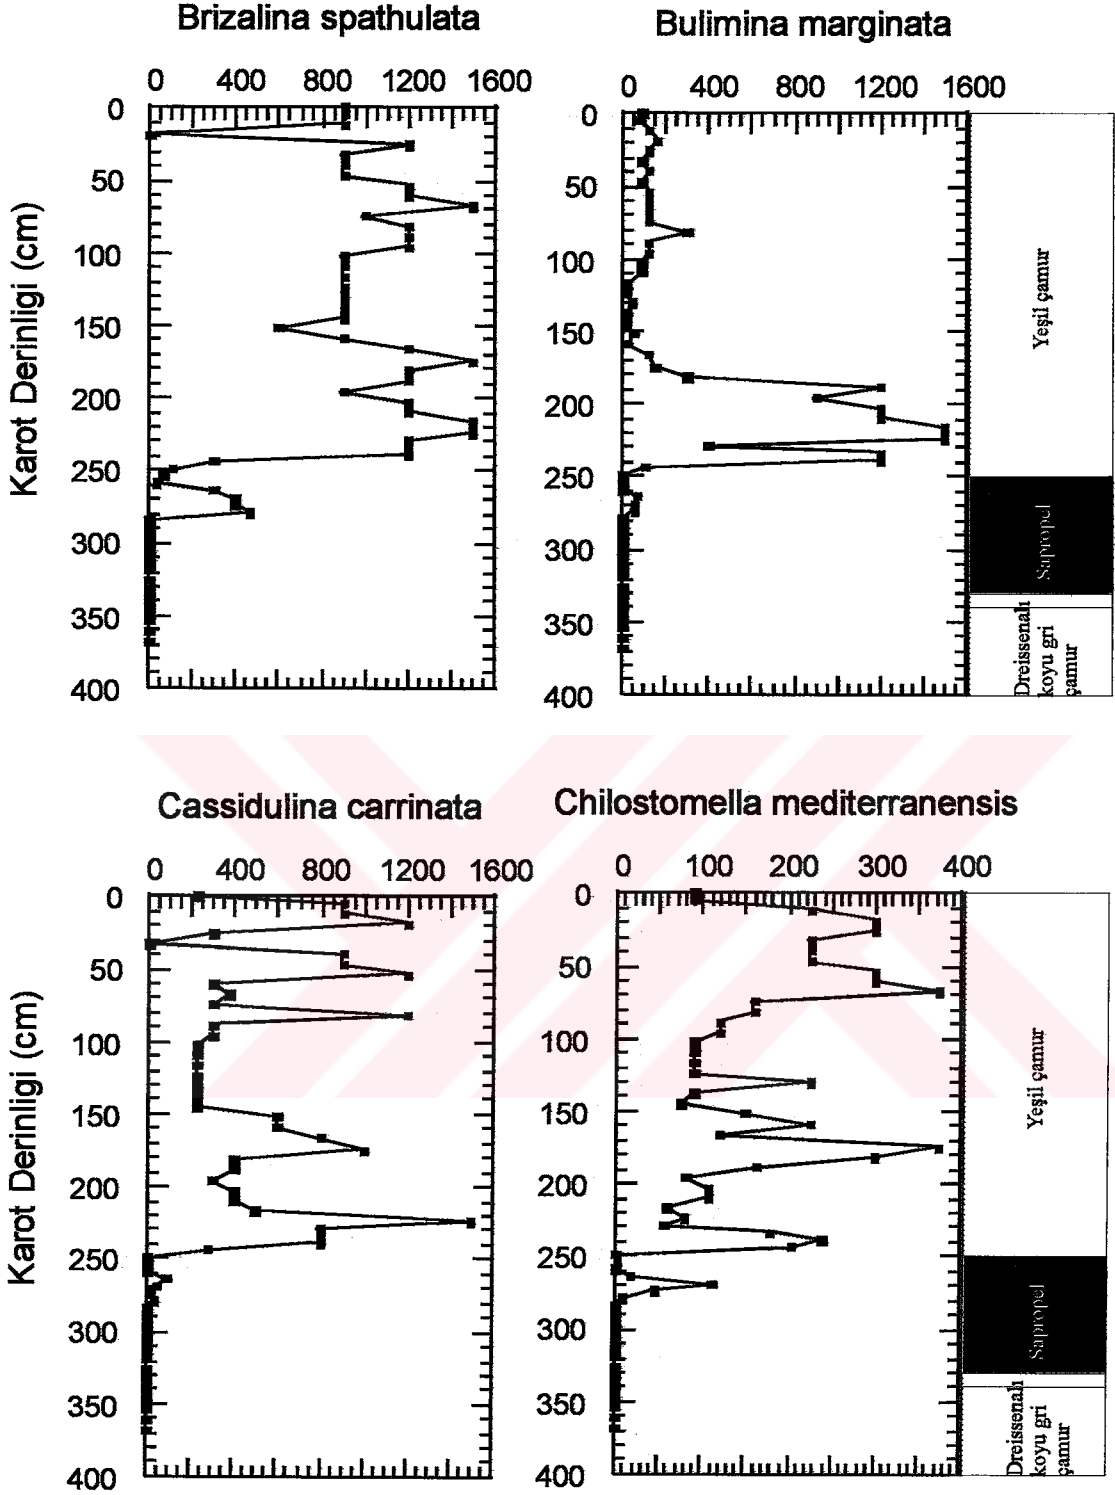 Brizalina spathulata
Bulimina marginata
0 400 800 1200 1600
0 400 800 1200 1600
Karot Derinligi (cm)
0
50
100
150
200
250
300
350
400
0
50
100
150
200
250
300
350
400
Yeşil çamur
Sapropel
Dreissenalı
koyu gri
çamur
Cassidulina carrinata
Chilostomella mediterranensis
0 400 800 1200 1600
0 100 200 300 400
Karot Derinligi (cm)
0
50
100
150
200
250
300
350
400
0
50
100
150
200
250
300
350
400
Yeşil çamur
Sapropel
Dreissenalı
koyu gri
çamur